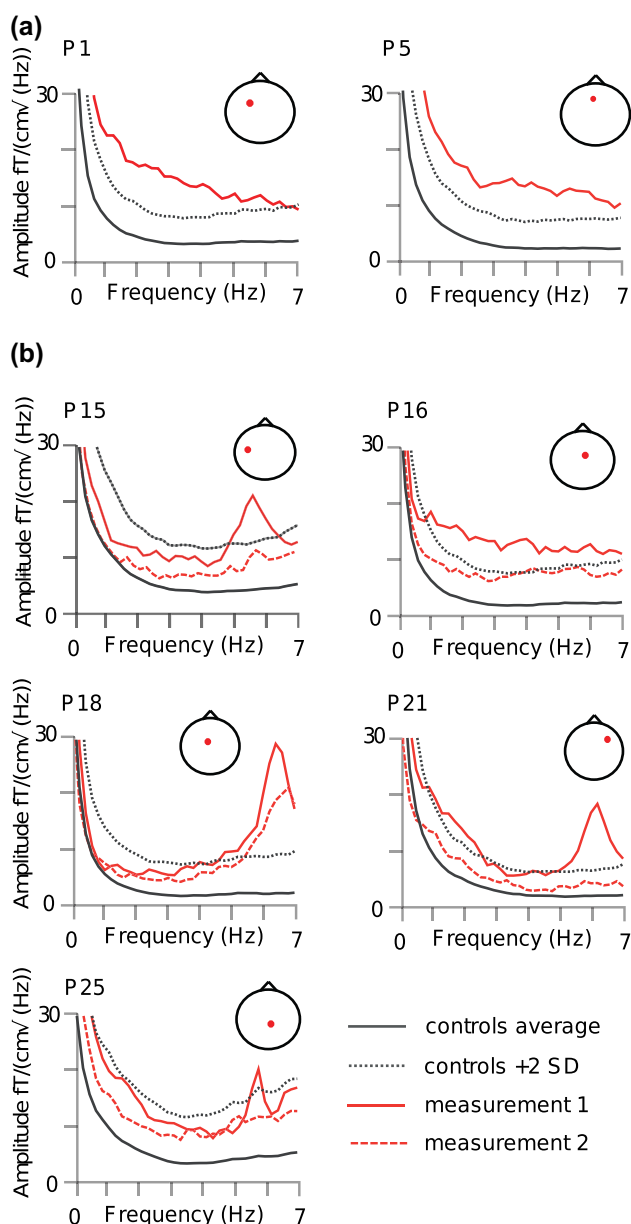 (a)
P 1
P 5
Amplitude fT/(cm√(Hz))
30
0
0
Frequency (Hz)
7
30
0
0
Frequency (Hz)
7
(b)
P 15
P 16
Amplitude fT/(cm√(Hz))
30
0
0
Frequency (Hz)
7
30
0
0
Frequency (Hz)
7
P 18
P 21
Amplitude fT/(cm√(Hz))
30
0
0
Frequency (Hz)
7
30
0
0
Frequency (Hz)
7
P 25
Amplitude fT/(cm√(Hz))
30
0
0
Frequency (Hz)
7
controls average
controls +2 SD
measurement 1
measurement 2